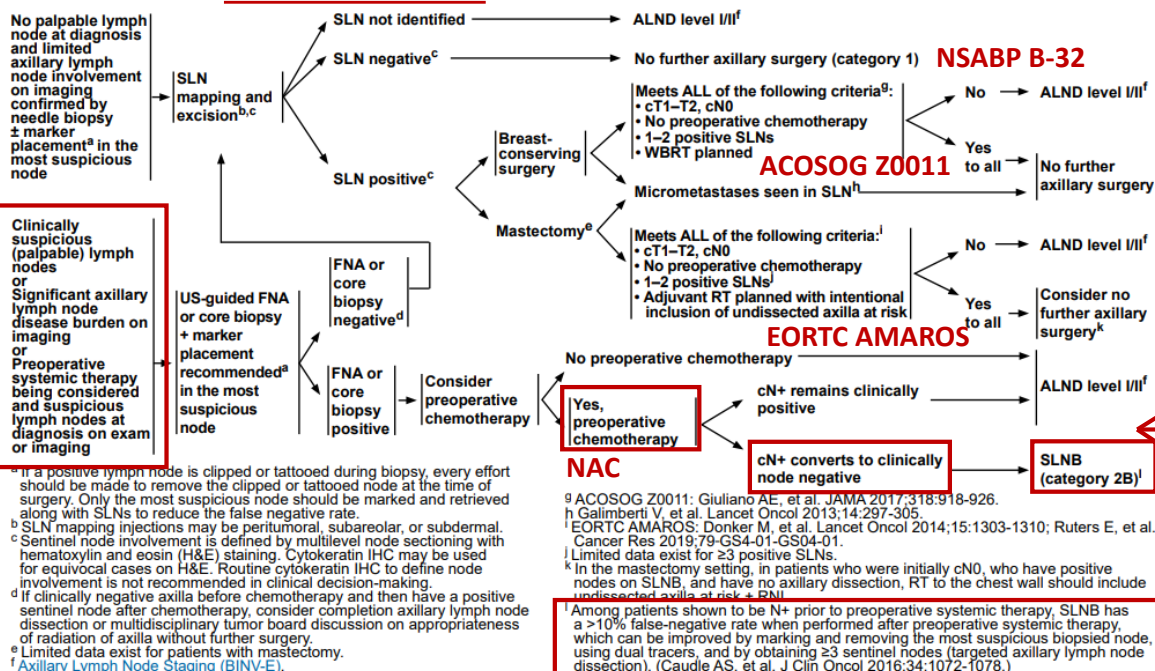 No palpable lymph
node at diagnosis
and limited
axillary lymph
node involvement
on imaging
confirmed by
needle biopsy
± marker
placementᵃ in the
most suspicious
node
SLN
mapping and
excisionᵇ,ᶜ
SLN not identified
ALND level I/IIᶠ
SLN negativeᶜ
No further axillary surgery (category 1)
NSABP B-32
SLN positiveᶜ
Breast-
conserving
surgery
Meets ALL of the following criteriaᵍ:
• cT1–T2, cN0
• No preoperative chemotherapy
• 1–2 positive SLNs
• WBRT planned
No
ALND level I/IIᶠ
Yes
to all
No further
axillary surgery
ACOSOG Z0011
Micrometastases seen in SLNʰ
Mastectomyᵉ
Meets ALL of the following criteria:ⁱ
• cT1–T2, cN0
• No preoperative chemotherapy
• 1–2 positive SLNsʲ
• Adjuvant RT planned with intentional
inclusion of undissected axilla at risk
No
ALND level I/IIᶠ
Yes
to all
Consider no
further axillary
surgeryᵏ
EORTC AMAROS
Clinically
suspicious
(palpable) lymph
nodes
or
Significant axillary
lymph node
disease burden on
imaging
or
Preoperative
systemic therapy
being considered
and suspicious
lymph nodes at
diagnosis on exam
or imaging
US-guided FNA
or core biopsy
+ marker
placement
recommendedᵃ
in the most
suspicious
node
FNA or
core
biopsy
negativeᵈ
FNA or
core
biopsy
positive
Consider
preoperative
chemotherapy
No preoperative chemotherapy
Yes,
preoperative
chemotherapy
NAC
cN+ remains clinically
positive
ALND level I/IIᶠ
cN+ converts to clinically
node negative
SLNB
(category 2B)ˡ
ᵃ If a positive lymph node is clipped or tattooed during biopsy, every effort
should be made to remove the clipped or tattooed node at the time of
surgery. Only the most suspicious node should be marked and retrieved
along with SLNs to reduce the false negative rate.
ᵇ SLN mapping injections may be peritumoral, subareolar, or subdermal.
ᶜ Sentinel node involvement is defined by multilevel node sectioning with
hematoxylin and eosin (H&E) staining. Cytokeratin IHC may be used
for equivocal cases on H&E. Routine cytokeratin IHC to define node
involvement is not recommended in clinical decision-making.
ᵈ If clinically negative axilla before chemotherapy and then have a positive
sentinel node after chemotherapy, consider completion axillary lymph node
dissection or multidisciplinary tumor board discussion on appropriateness
of radiation of axilla without further surgery.
ᵉ Limited data exist for patients with mastectomy.
ᶠ Axillary Lymph Node Staging (BINV-E).
g ACOSOG Z0011: Giuliano AE, et al. JAMA 2017;318:918-926.
h Galimberti V, et al. Lancet Oncol 2013;14:297-305.
ⁱ EORTC AMAROS: Donker M, et al. Lancet Oncol 2014;15:1303-1310; Ruters E, et al.
Cancer Res 2019;79-GS4-01-GS04-01.
ʲ Limited data exist for ≥3 positive SLNs.
ᵏ In the mastectomy setting, in patients who were initially cN0, who have positive
nodes on SLNB, and have no axillary dissection, RT to the chest wall should include
undissected axilla at risk ± RNI.
ˡ Among patients shown to be N+ prior to preoperative systemic therapy, SLNB has
a >10% false-negative rate when performed after preoperative systemic therapy,
which can be improved by marking and removing the most suspicious biopsied node,
using dual tracers, and by obtaining ≥3 sentinel nodes (targeted axillary lymph node
dissection). (Caudle AS, et al. J Clin Oncol 2016;34:1072-1078.)